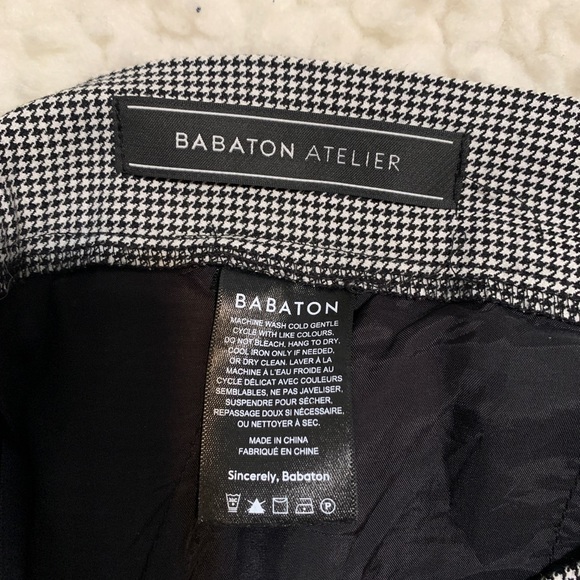 BABATON ATELIER
BABATON
MACHINE WASH COLD GENTLE
CYCLE WITH LIKE COLOURS.
DO NOT BLEACH. HANG TO DRY.
COOL IRON ONLY IF NEEDED,
OR DRY CLEAN. LAVER À LA
MACHINE À L'EAU FROIDE AU
CYCLE DÉLICAT AVEC COULEURS
SEMBLABLES, NE PAS JAVELISER,
SUSPENDRE POUR SÉCHER,
REPASSAGE DOUX SI NÉCESSAIRE,
OU NETTOYER À SEC.
MADE IN CHINA
FABRIQUÉ EN CHINE
Sincerely, Babaton